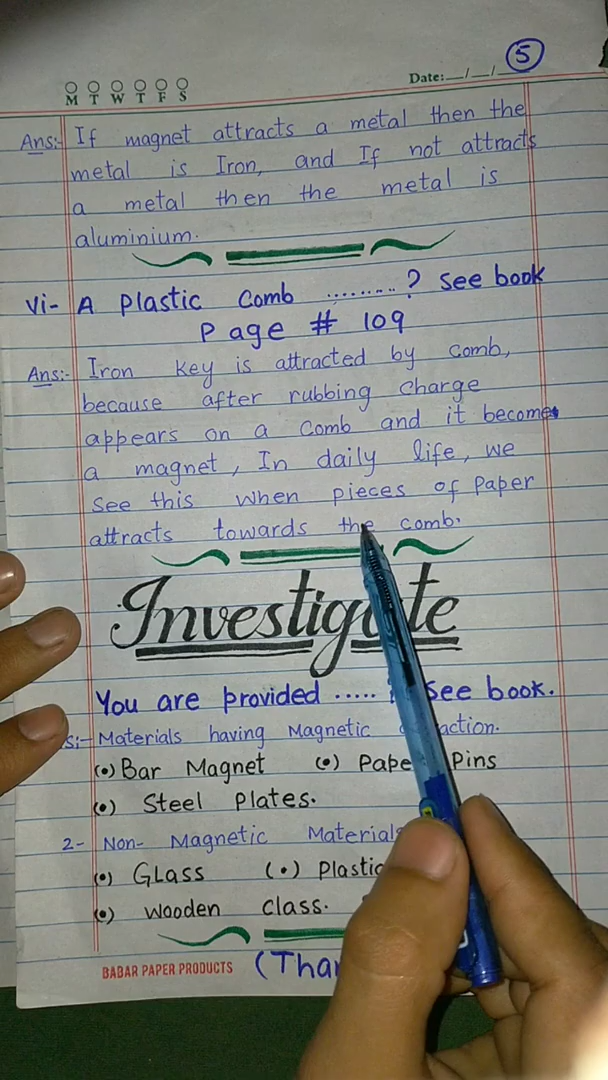 5
Date:__/__/__
M T W T F S
Ans:- If magnet attracts a metal then the
metal is Iron, and If not attracts
a metal then the metal is
aluminium.
Vi- A plastic Comb .........? See book
Page # 109
Ans:- Iron key is attracted by comb,
because after rubbing charge
appears on a comb and it becomes
a magnet, In daily life, we
see this when pieces of Paper
attracts towards the comb.
Investigate
You are provided ..... See book.
Materials having Magnetic
(•) Bar Magnet (•) Pins
(•) Steel Plates.
2- Non- Magnetic
(•) Glass (•)
(•) Wooden class.
BABAR PAPER PRODUCTS